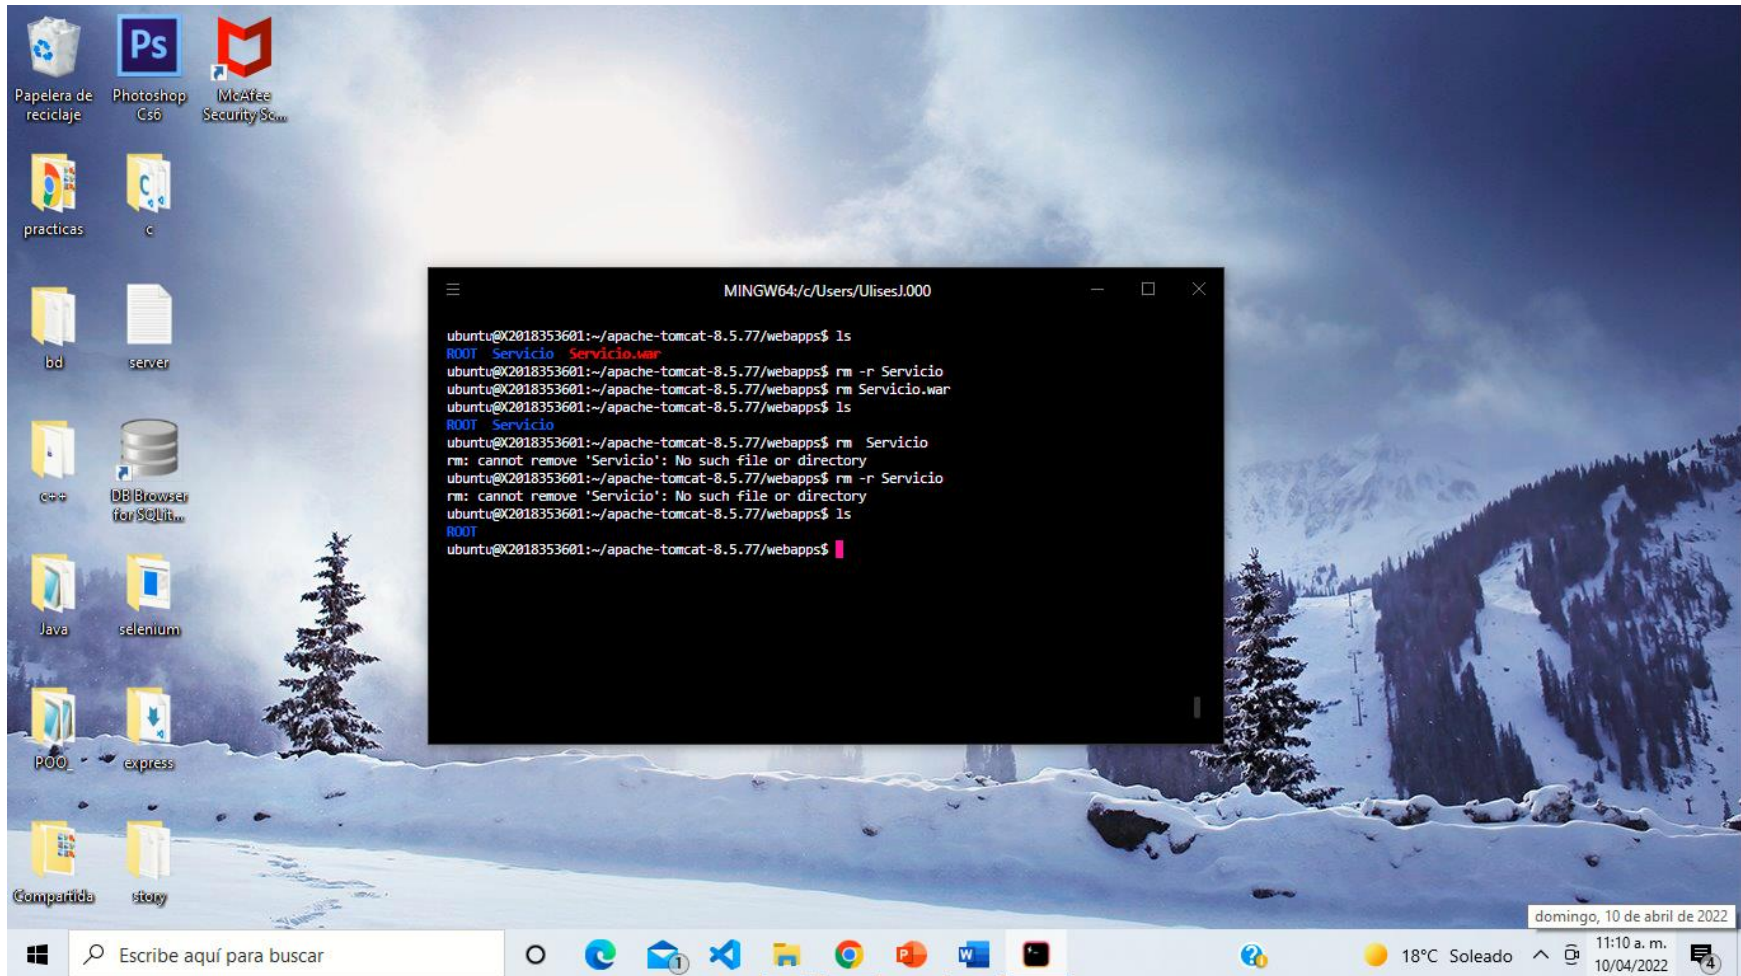 Papelera de
reciclaje
Ps
Photoshop
Cs6
McAfee
Security Sc...
practicas
c
bd
server
c++
DB Browser
for SQLit...
Java
selenium
POO_
express
Compartida
story
MINGW64:/c/Users/UlisesJ.000
ubuntu@X2018353601:~/apache-tomcat-8.5.77/webapps$ ls
ROOT Servicio Servicio.war
ubuntu@X2018353601:~/apache-tomcat-8.5.77/webapps$ rm -r Servicio
ubuntu@X2018353601:~/apache-tomcat-8.5.77/webapps$ rm Servicio.war
ubuntu@X2018353601:~/apache-tomcat-8.5.77/webapps$ ls
ROOT Servicio
ubuntu@X2018353601:~/apache-tomcat-8.5.77/webapps$ rm  Servicio
rm: cannot remove 'Servicio': No such file or directory
ubuntu@X2018353601:~/apache-tomcat-8.5.77/webapps$ rm -r Servicio
rm: cannot remove 'Servicio': No such file or directory
ubuntu@X2018353601:~/apache-tomcat-8.5.77/webapps$ ls
ROOT
ubuntu@X2018353601:~/apache-tomcat-8.5.77/webapps$
domingo, 10 de abril de 2022
Escribe aquí para buscar
1
18°C Soleado
11:10 a. m.
10/04/2022
4